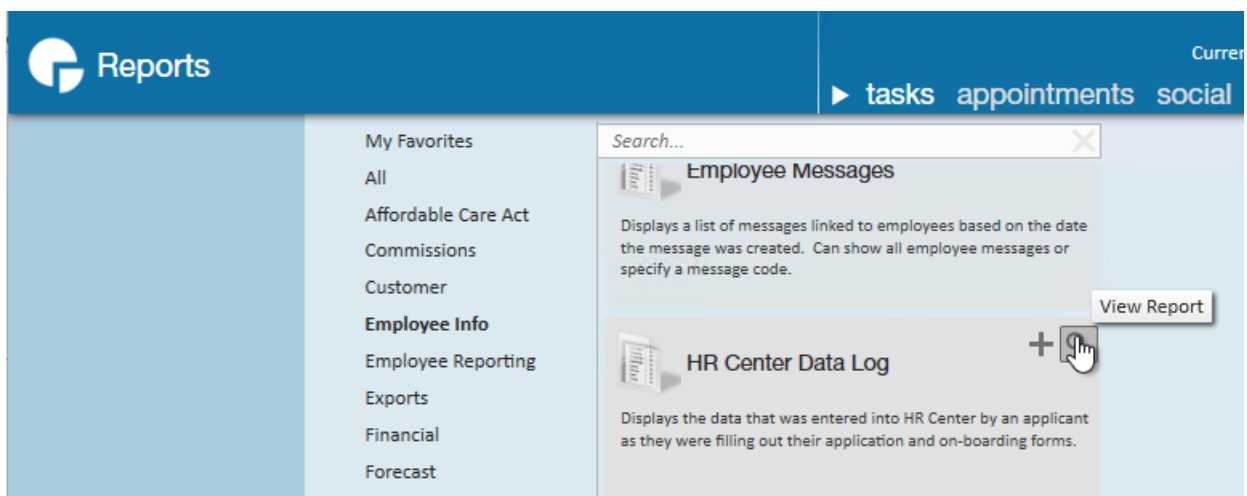 Reports
Curren
tasks appointments social
My Favorites
All
Affordable Care Act
Commissions
Customer
Employee Info
Employee Reporting
Exports
Financial
Forecast
Search...
Employee Messages
Displays a list of messages linked to employees based on the date
the message was created. Can show all employee messages or
specify a message code.
View Report
HR Center Data Log
Displays the data that was entered into HR Center by an applicant
as they were filling out their application and on-boarding forms.